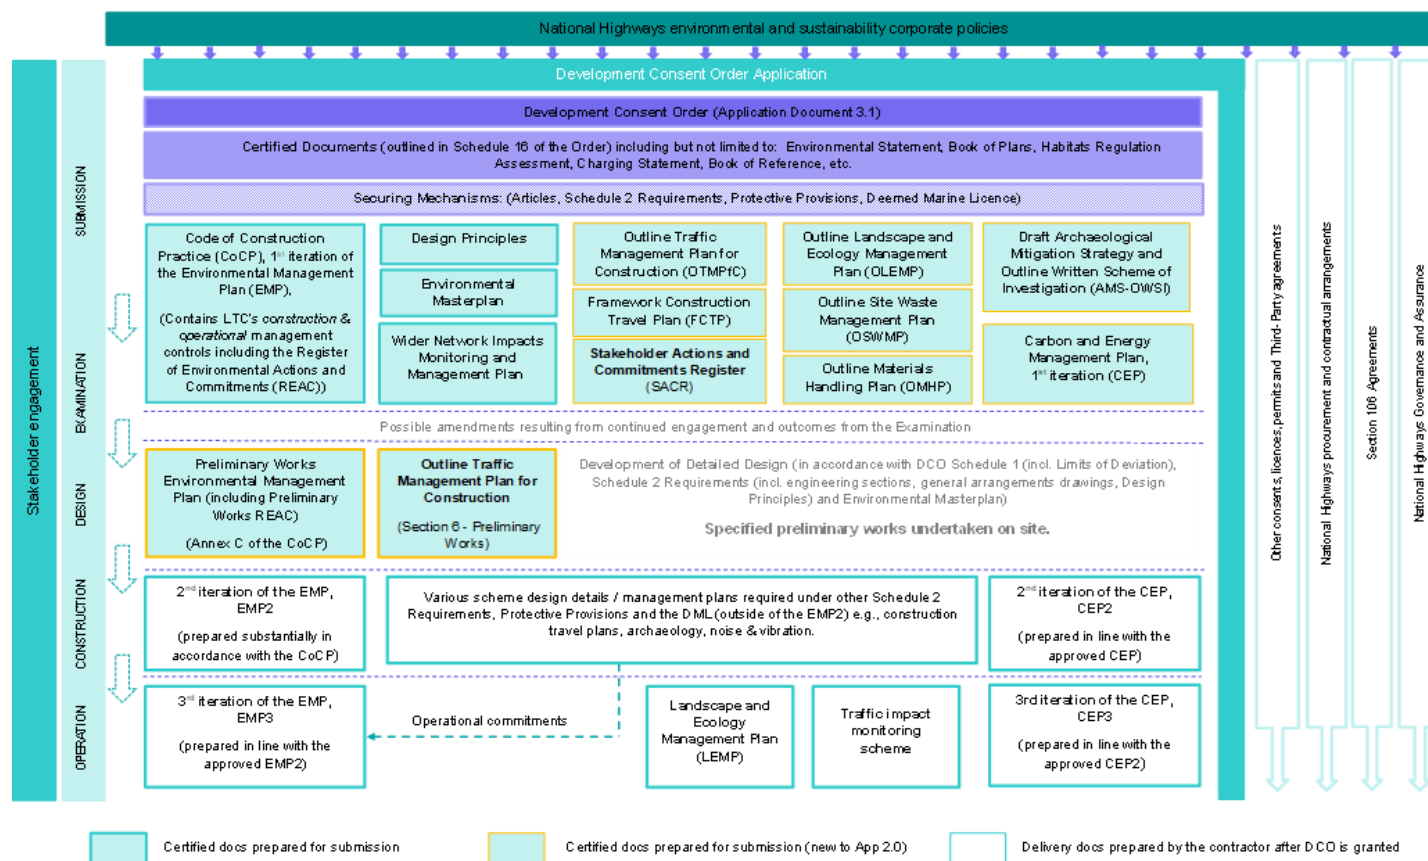 National Highways environmental and sustainability corporate policies
Development Consent Order Application
Development Consent Order (Application Document 3.1)
Certified Documents (outlined in Schedule 16 of the Order) including but not limited to: Environmental Statement, Book of Plans, Habitats Regulation
Assessment, Charging Statement, Book of Reference, etc.
Securing Mechanisms: (Articles, Schedule 2 Requirements, Protective Provisions, Deemed Marine Licence)
Stakeholder engagement
SUBMISSION
EXAMINATION
DESIGN
CONSTRUCTION
OPERATION
Code of Construction
Practice (CoCP), 1st iteration of
the Environmental Management
Plan (EMP),
(Contains LTC's construction &
operational management
controls including the Register
of Environmental Actions and
Commitments (REAC))
Design Principles
Environmental
Masterplan
Wider Network Impacts
Monitoring and
Management Plan
Outline Traffic
Management Plan for
Construction (OTMPfC)
Framework Construction
Travel Plan (FCTP)
Stakeholder Actions and
Commitments Register
(SACR)
Outline Landscape and
Ecology Management
Plan (OLEMP)
Outline Site Waste
Management Plan
(OSWMP)
Outline Materials
Handling Plan (OMHP)
Draft Archaeological
Mitigation Strategy and
Outline Written Scheme of
Investigation (AMS-OWSI)
Carbon and Energy
Management Plan,
1st iteration (CEP)
Possible amendments resulting from continued engagement and outcomes from the Examination
Preliminary Works
Environmental Management
Plan (including Preliminary
Works REAC)
(Annex C of the CoCP)
Outline Traffic
Management Plan for
Construction
(Section 6 - Preliminary
Works)
Development of Detailed Design (in accordance with DCO Schedule 1 (incl. Limits of Deviation),
Schedule 2 Requirements (incl. engineering sections, general arrangements drawings, Design
Principles) and Environmental Masterplan)
Specified preliminary works undertaken on site.
2nd iteration of the EMP,
EMP2
(prepared substantially in
accordance with the CoCP)
Various scheme design details / management plans required under other Schedule 2
Requirements, Protective Provisions and the DML (outside of the EMP2) e.g., construction
travel plans, archaeology, noise & vibration.
2nd iteration of the CEP,
CEP2
(prepared in line with the
approved CEP)
3rd iteration of the EMP,
EMP3
(prepared in line with the
approved EMP2)
Operational commitments
Landscape and
Ecology
Management Plan
(LEMP)
Traffic impact
monitoring
scheme
3rd iteration of the CEP,
CEP3
(prepared in line with the
approved CEP2)
Other consents, licences, permits and Third-Party agreements
National Highways procurement and contractual arrangements
Section 106 Agreements
National Highways Governance and Assurance
Certified docs prepared for submission
Certified docs prepared for submission (new to App 2.0)
Delivery docs prepared by the contractor after DCO is granted